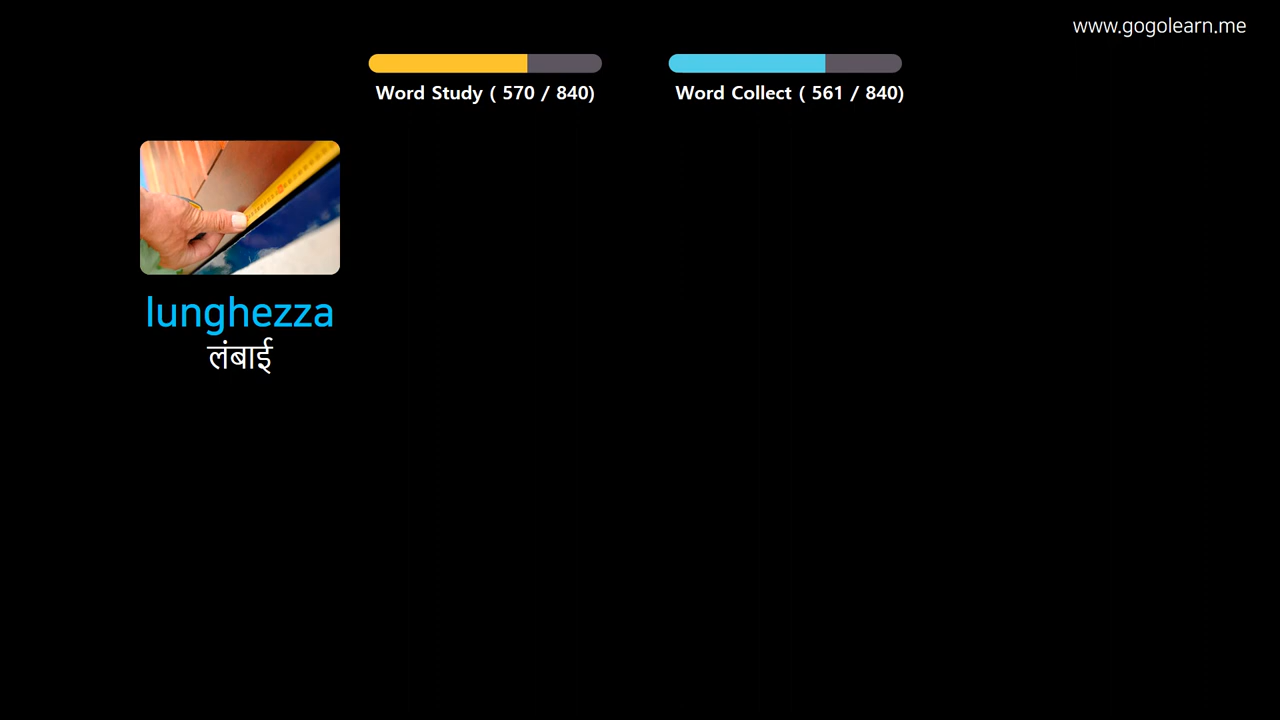 www.gogolearn.me
Word Study ( 570 / 840)
Word Collect ( 561 / 840)
lunghezza
लंबाई